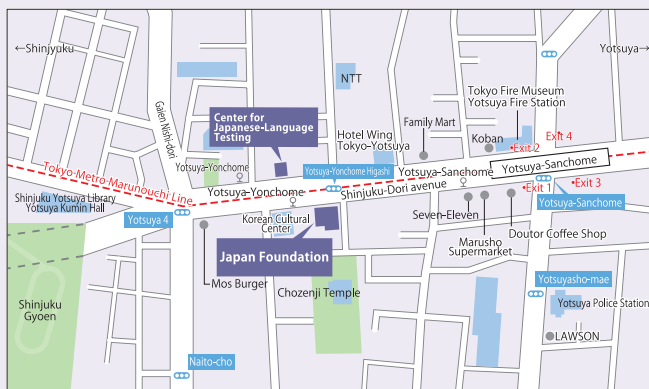 ←Shinjyuku
Yotsuya→
Gaien Nishi-dori
NTT
Tokyo Fire Museum
Yotsuya Fire Station
Center for
Japanese-Language
Testing
Family Mart
Koban
Exit 2
Exit 4
Hotel Wing
Tokyo-Yotsuya
Yotsuya-Yonchome
Yotsuya-Yonchome Higashi
Yotsuya-Sanchome
Yotsuya-Sanchome
Tokyo-Metro-Marunouchi Line
Yotsuya-Yonchome
Shinjuku-Dori avenue
Exit 1
Exit 3
Shinjuku Yotsuya Library
Yotsuya Kumin Hall
Yotsuya 4
Korean Cultural
Center
Seven-Eleven
Yotsuya-Sanchome
Marusho
Supermarket
Doutor Coffee Shop
Japan Foundation
Mos Burger
Chozenji Temple
Yotsuyasho-mae
Yotsuya Police Station
Shinjuku
Gyoen
LAWSON
Naito-cho